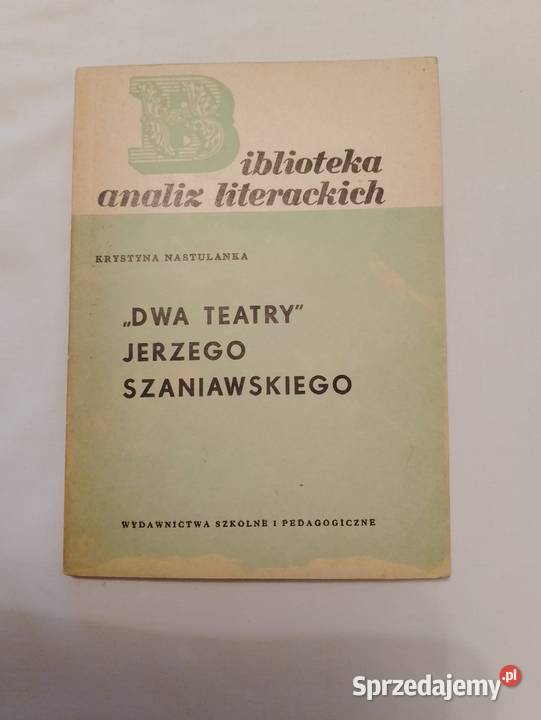 Biblioteka
analiz literackich
KRYSTYNA NASTULANKA
„DWA TEATRY”
JERZEGO
SZANIAWSKIEGO
WYDAWNICTWA SZKOLNE I PEDAGOGICZNE
Sprzedajemy.pl